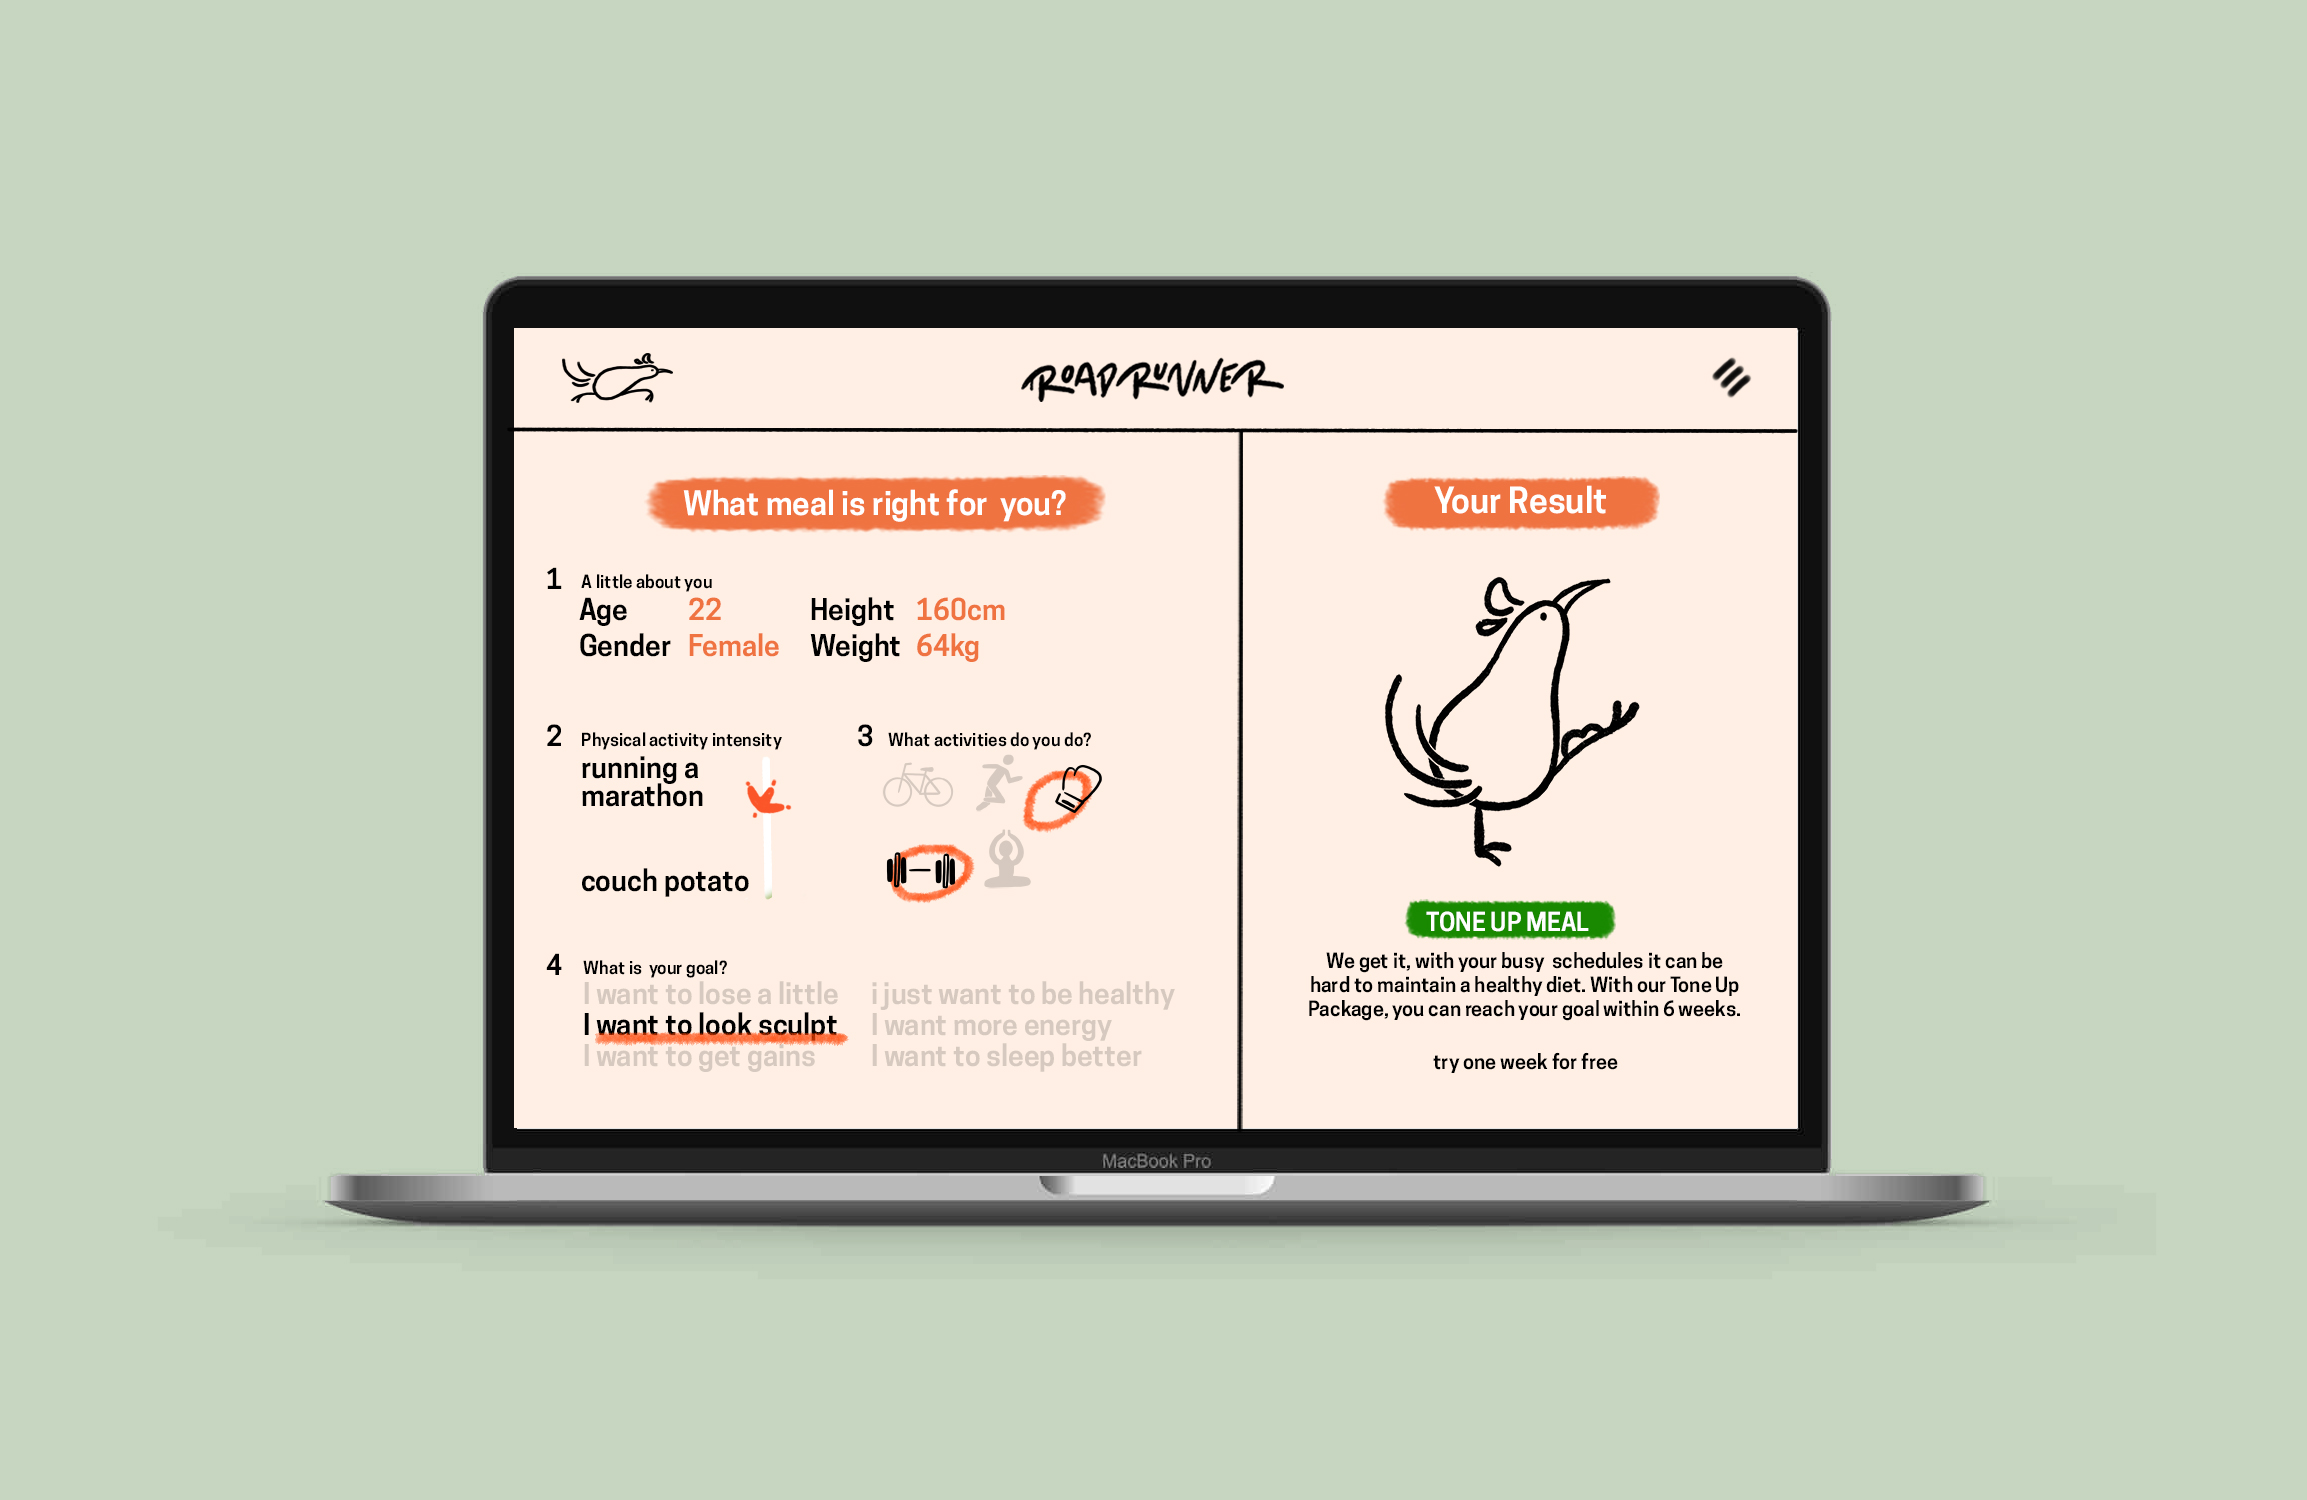 ROADRUNNER
What meal is right for you?
1 A little about you
Age 22 Height 160cm
Gender Female Weight 64kg
2 Physical activity intensity
running a
marathon
couch potato
3 What activities do you do?
4 What is your goal?
I want to lose a little i just want to be healthy
I want to look sculpt I want more energy
I want to get gains I want to sleep better
Your Result
TONE UP MEAL
We get it, with your busy schedules it can be
hard to maintain a healthy diet. With our Tone Up
Package, you can reach your goal within 6 weeks.
try one week for free
MacBook Pro